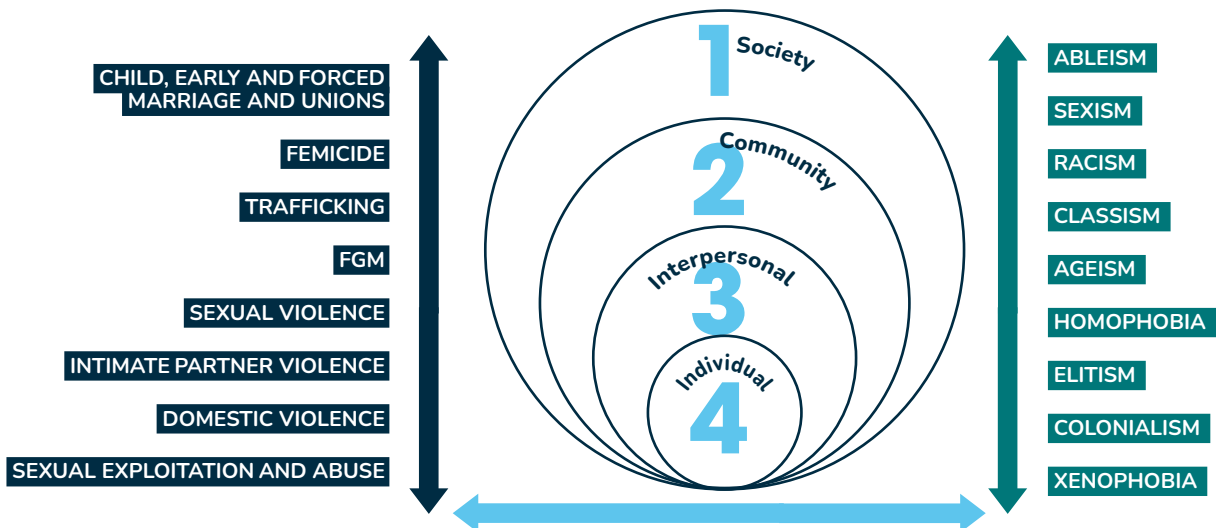 CHILD, EARLY AND FORCED
MARRIAGE AND UNIONS
FEMICIDE
TRAFFICKING
FGM
SEXUAL VIOLENCE
INTIMATE PARTNER VIOLENCE
DOMESTIC VIOLENCE
SEXUAL EXPLOITATION AND ABUSE
1
Society
2
Community
3
Interpersonal
4
Individual
ABLEISM
SEXISM
RACISM
CLASSISM
AGEISM
HOMOPHOBIA
ELITISM
COLONIALISM
XENOPHOBIA